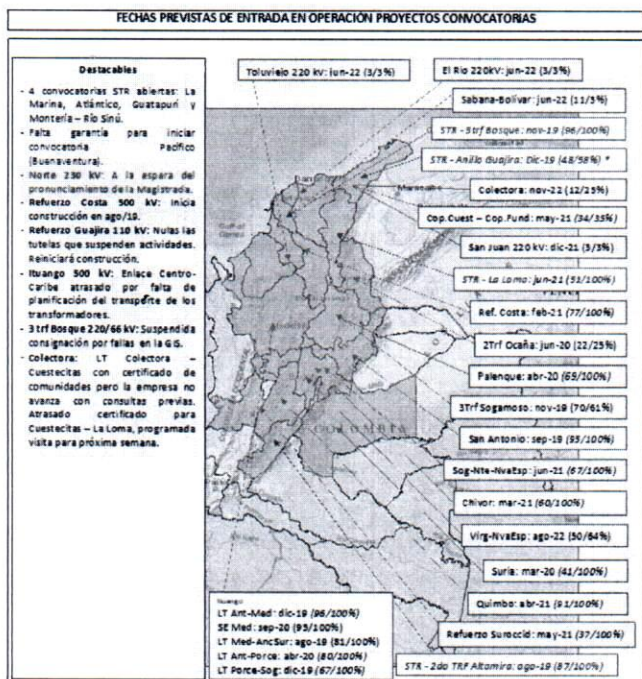 FECHAS PREVISTAS DE ENTRADA EN OPERACIÓN PROYECTOS CONVOCATORIAS
Destacables
- 4 convocatorias STR abiertas: La
Marina, Atlántico, Guatapurí y
Montería – Río Sinú.
- Falta garantía para iniciar
convocatoria Pacífico
(Buenaventura).
- Norte 230 kV: A la espera del
pronunciamiento de la Magistrada.
- Refuerzo Costa 500 kV: Inicia
construcción en ago/19.
- Refuerzo Guajira 110 kV: Nulas las
tutelas que suspenden actividades.
Reiniciará construcción.
- Ituango 500 kV: Enlace Centro-
Caribe atrasado por falta de
planificación del transporte de los
transformadores.
- 3 trf Bosque 220/66 kV: Suspendida
consignación por fallas en la GIS.
- Colectora: LT Colectora –
Cuestecitas con certificado de
comunidades pero la empresa no
avanza con consultas previas.
Atrasado certificado para
Cuestecitas – La Loma, programada
visita para próxima semana.
Toluviejo 220 kV: jun-22 (3/3%)
El Río 220kV: jun-22 (3/3%)
Sabana-Bolívar: jun-22 (11/3%)
STR - 3trf Bosque: nov-19 (96/100%)
STR - Anillo Guajira: Dic-19 (48/58%) *
Maracaibo
Colectora: nov-22 (12/25%)
Cop.Cuest – Cop.Fund: may-21 (34/35%)
San Juan 220 kV: dic-21 (3/3%)
STR - La Loma: jun-21 (51/100%)
Ref. Costa: feb-21 (77/100%)
2Trf Ocaña: jun-20 (22/25%)
Palenque: abr-20 (65/100%)
3Trf Sogamoso: nov-19 (70/61%)
COLOMBIA
San Antonio: sep-19 (95/100%)
Sog-Nte-NvaEsp: jun-21 (67/100%)
Chivor: mar-21 (60/100%)
Virg-NvaEsp: ago-22 (50/64%)
Suria: mar-20 (41/100%)
Quimbo: abr-21 (91/100%)
Refuerzo Suroccid: may-21 (37/100%)
STR - 2do TRF Altamira: ago-19 (87/100%)
Ituango
LT Ant-Med: dic-19 (96/100%)
SE Med: sep-20 (93/100%)
LT Med-AncSur: ago-19 (81/100%)
LT Ant-Porce: abr-20 (80/100%)
LT Porce-Sog: dic-19 (67/100%)